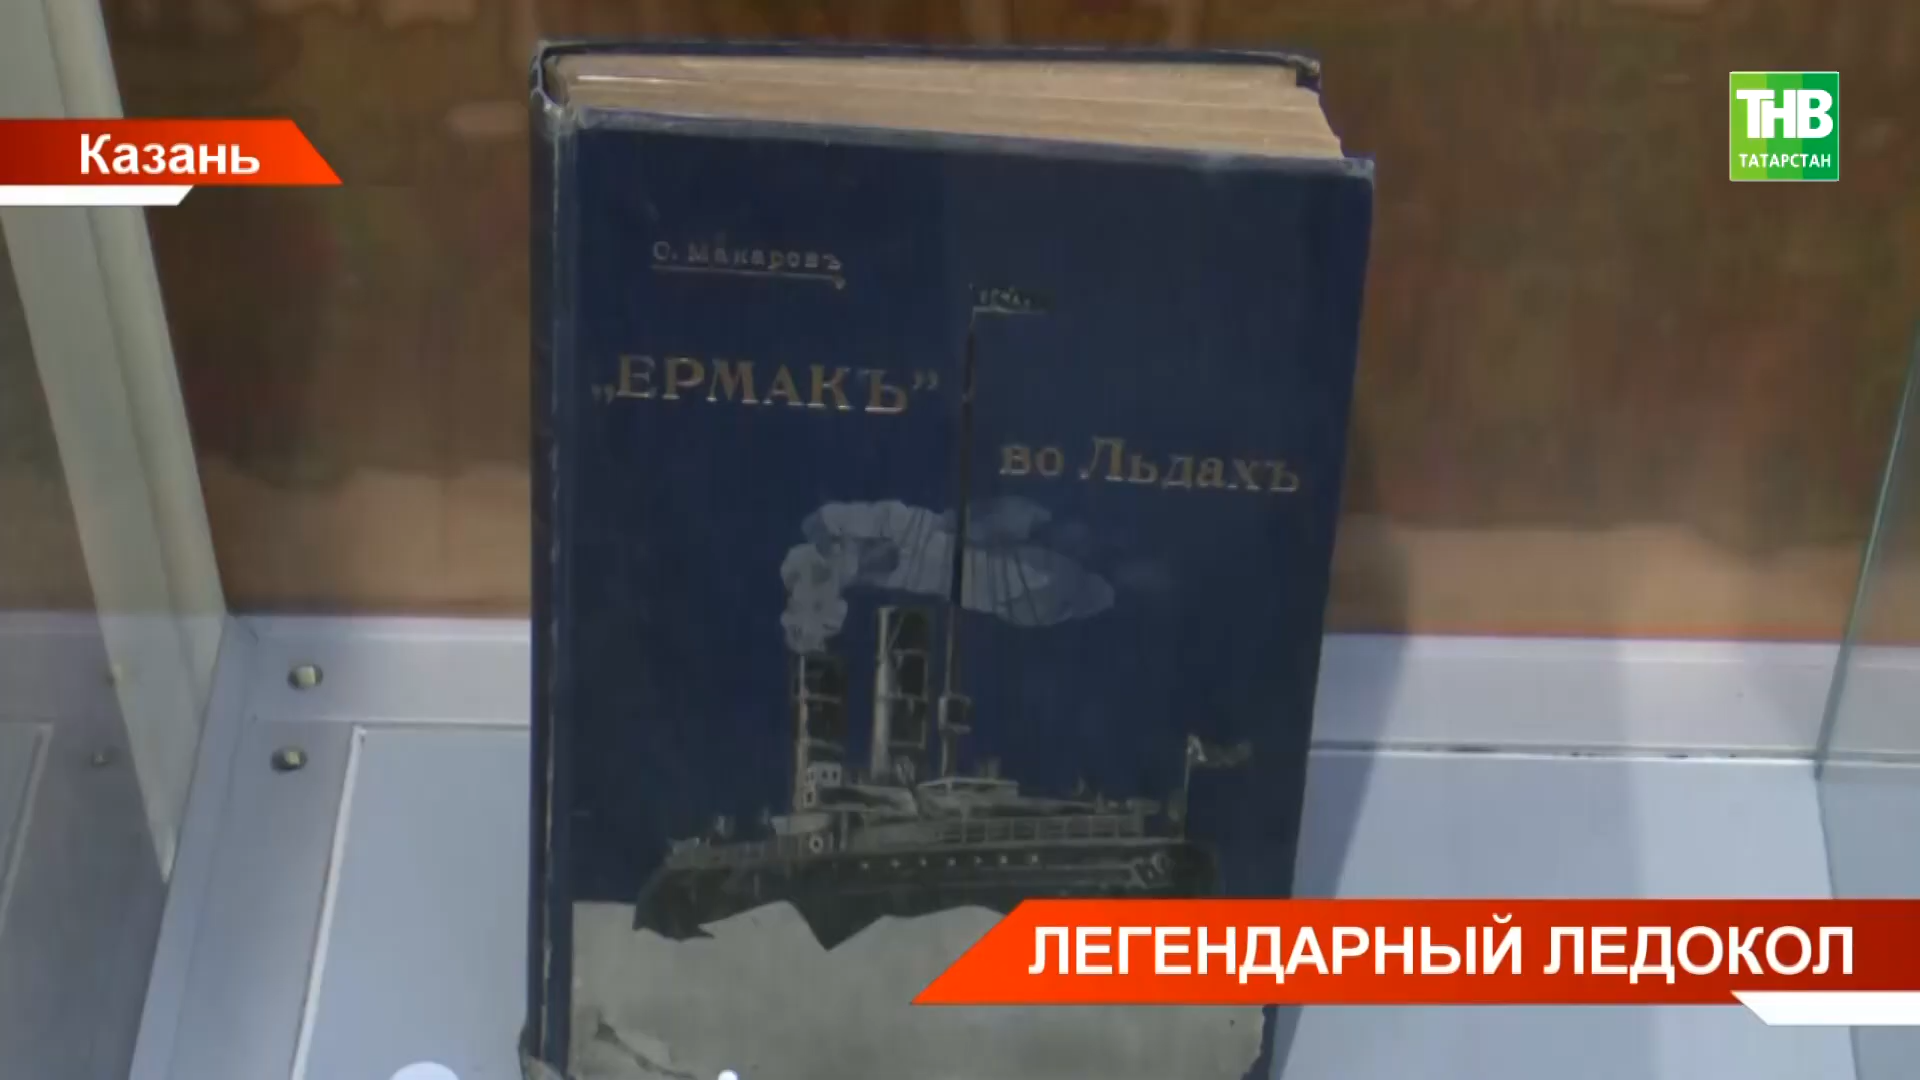 Казань
ТНВ
ТАТАРСТАН
С. Макаровъ
„ЕРМАКЪ”
во Льдахъ
ЛЕГЕНДАРНЫЙ ЛЕДОКОЛ